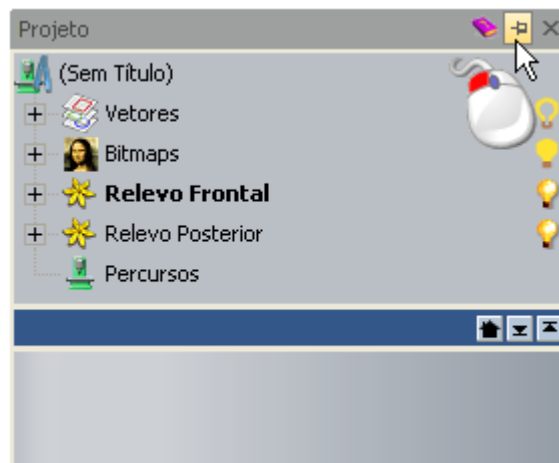 Projeto
(Sem Título)
Vetores
Bitmaps
Relevo Frontal
Relevo Posterior
Percursos